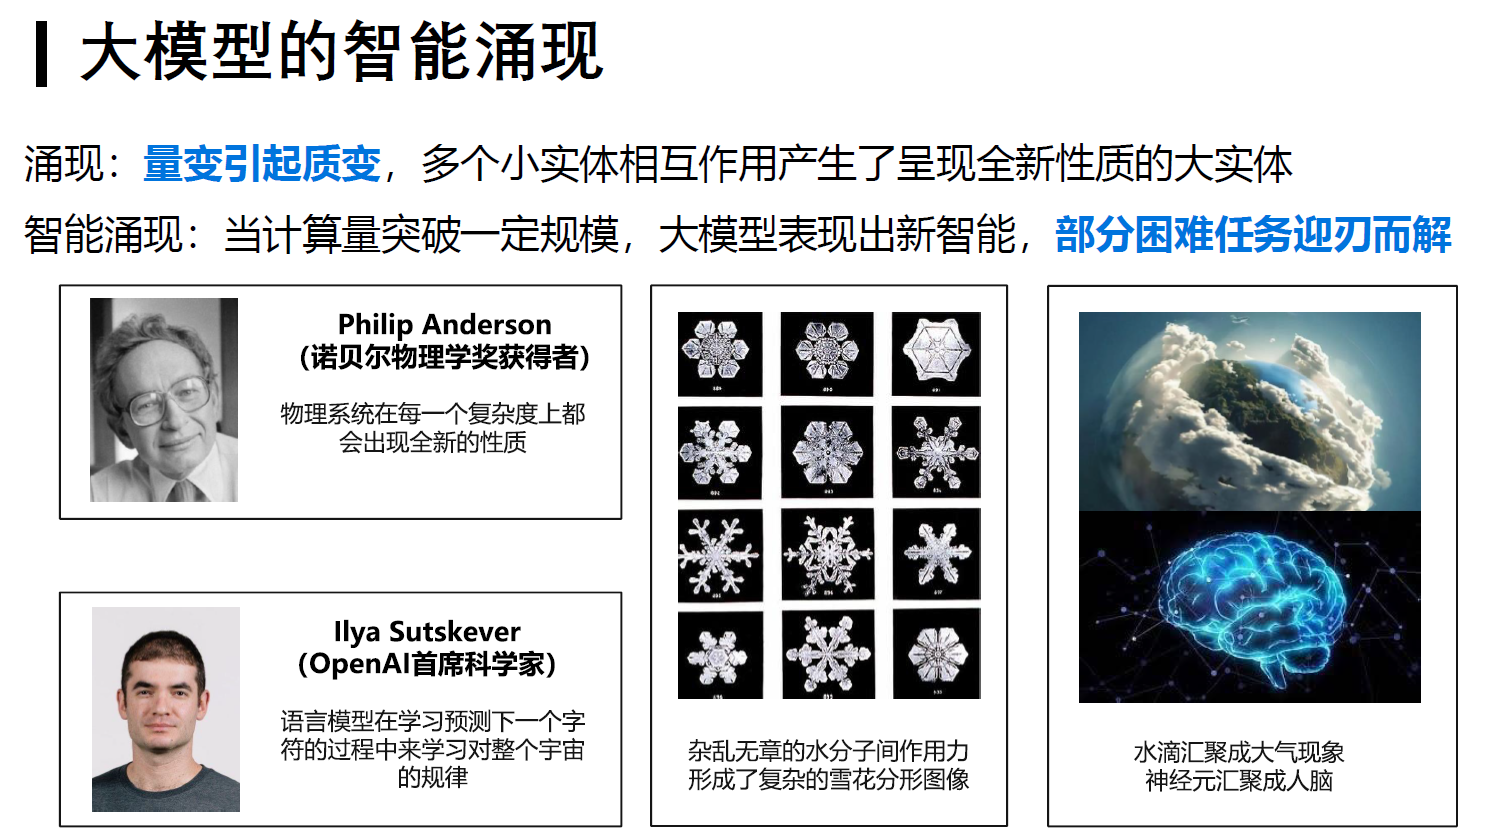 大模型的智能涌现
涌现：量变引起质变，多个小实体相互作用产生了呈现全新性质的大实体
智能涌现：当计算量突破一定规模，大模型表现出新智能，部分困难任务迎刃而解
Philip Anderson
（诺贝尔物理学奖获得者）
物理系统在每一个复杂度上都
会出现全新的性质
Ilya Sutskever
（OpenAI首席科学家）
语言模型在学习预测下一个字
符的过程中来学习对整个宇宙
的规律
杂乱无章的水分子间作用力
形成了复杂的雪花分形图像
水滴汇聚成大气现象
神经元汇聚成人脑